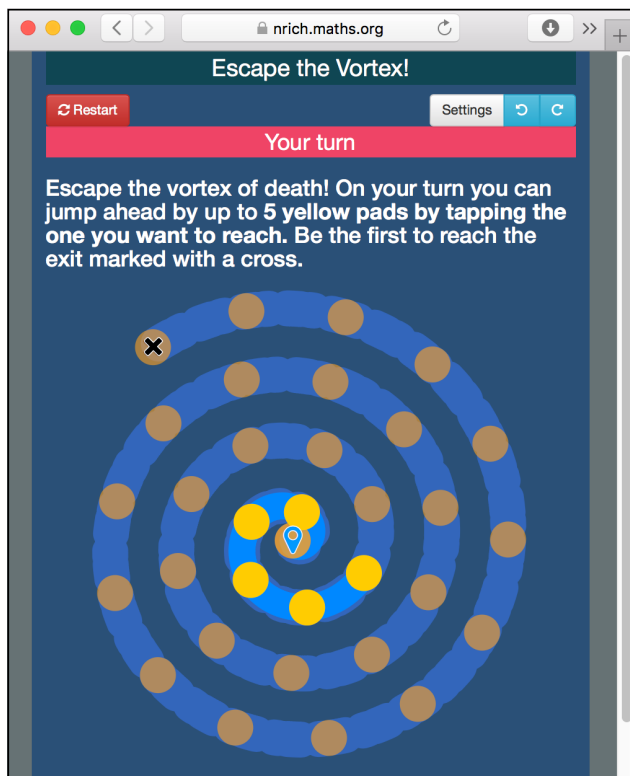 nrich.maths.org
Escape the Vortex!
Restart
Settings
Your turn
Escape the vortex of death! On your turn you can
jump ahead by up to 5 yellow pads by tapping the
one you want to reach. Be the first to reach the
exit marked with a cross.